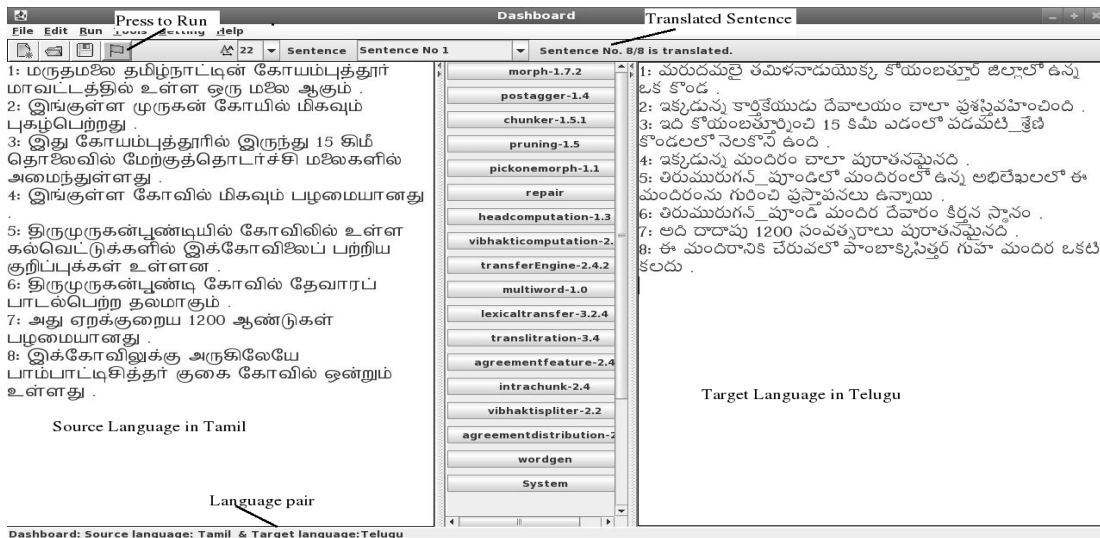 Dashboard
Press to Run
Translated Sentence
File Edit Run Tools Setting Help
22 Sentence Sentence No 1 Sentence No. 8/8 is translated.
1: மருதமலை தமிழ்நாட்டின் கோயம்புத்தூர்
மாவட்டத்தில் உள்ள ஒரு மலை ஆகும் .
2: இங்குள்ள முருகன் கோயில் மிகவும்
புகழ்பெற்றது .
3: இது கோயம்புத்தூரில் இருந்து 15 கிமீ
தொலைவில் மேற்குத்தொடர்ச்சி மலைகளில்
அமைந்துள்ளது .
4: இங்குள்ள கோவில் மிகவும் பழமையானது
.
5: திருமுருகன்பூண்டியில் கோவிலில் உள்ள
கல்வெட்டுக்களில் இக்கோவிலைப் பற்றிய
குறிப்புக்கள் உள்ளன .
6: திருமுருகன்பூண்டி கோவில் தேவாரப்
பாடல்பெற்ற தலமாகும் .
7: அது ஏறக்குறைய 1200 ஆண்டுகள்
பழமையானது .
8: இக்கோவிலுக்கு அருகிலேயே
பாம்பாட்டிசித்தர் குகை கோவில் ஒன்றும்
உள்ளது .
Source Language in Tamil
Language pair
morph-1.7.2
postagger-1.4
chunker-1.5.1
pruning-1.5
pickonemorph-1.1
repair
headcomputation-1.3
vibhakticomputation-2.
transferEngine-2.4.2
multiword-1.0
lexicaltransfer-3.2.4
translitration-3.4
agreementfeature-2.4
intrachunk-2.4
vibhaktispliter-2.2
agreementdistribution-2
wordgen
System
1: మరుదమలై తమిళనాడుయొక్క కోయంబత్తూర్ జిల్లాలో ఉన్న
ఒక కొండ .
2: ఇక్కడున్న కార్తికేయుడు దేవాలయం చాలా ప్రశస్తివహించింది .
3: ఇది కోయంబత్తూర్నించి 15 కిమీ ఎడంలో పడమటి_శ్రేణి
కొండలలో నెలకొని ఉంది .
4: ఇక్కడున్న మందిరం చాలా పురాతనమైనది .
5: తిరుమురుగన్_పూండిలో మందిరంలో ఉన్న అభిలేఖలలో ఈ
మందిరంను గురించి ప్రస్తాపనలు ఉన్నాయి .
6: తిరుమురుగన్_పూండి మందిర దేవారం కీర్తన స్థానం .
7: అది దాదాపు 1200 సంవత్సరాలు పురాతనమైనది .
8: ఈ మందిరానికి చేరువలో పాంబాక్కుసిత్తర్ గుహ మందిర ఒకటి
కలదు .
Target Language in Telugu
Dashboard: Source language: Tamil & Target language:Telugu